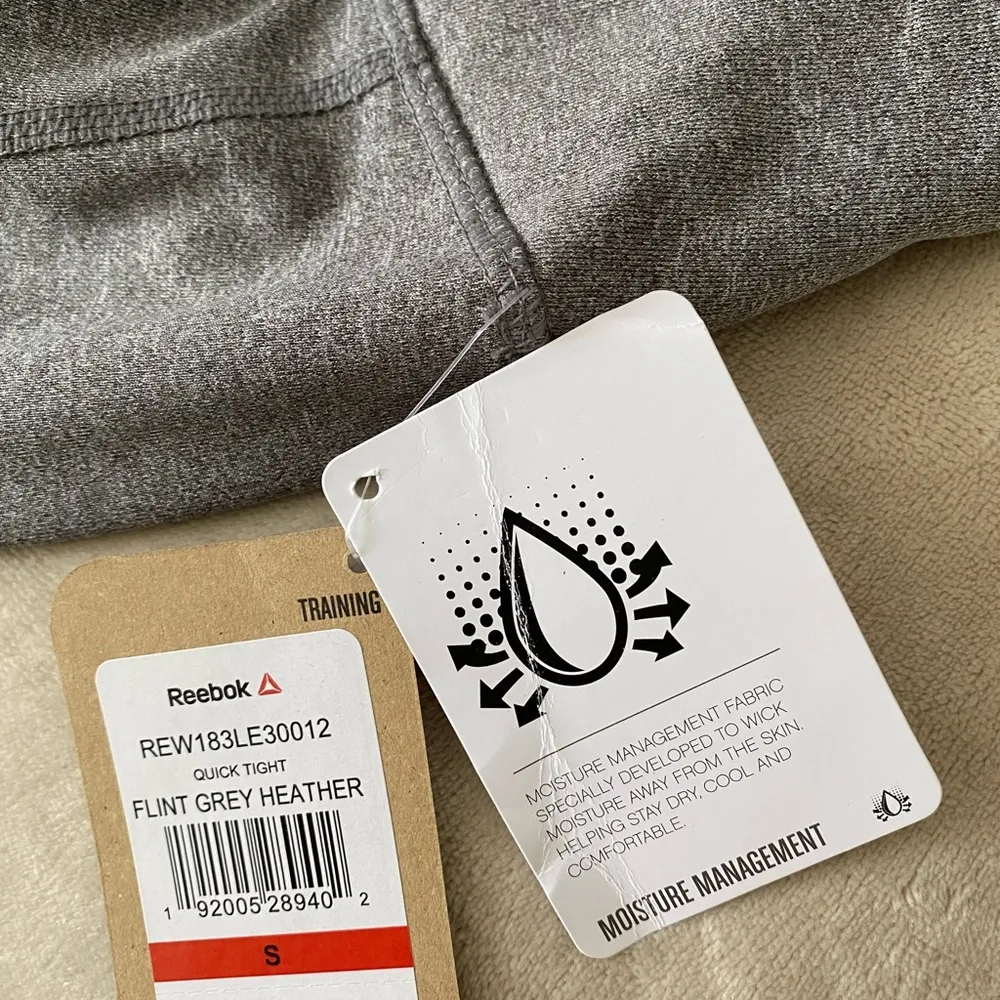 TRAINING
Reebok
REW183LE30012
QUICK TIGHT
FLINT GREY HEATHER
1 92005 28940 2
S
MOISTURE MANAGEMENT FABRIC
SPECIALLY DEVELOPED TO WICK
MOISTURE AWAY FROM THE SKIN.
HELPING STAY DRY, COOL AND
COMFORTABLE.
MOISTURE MANAGEMENT